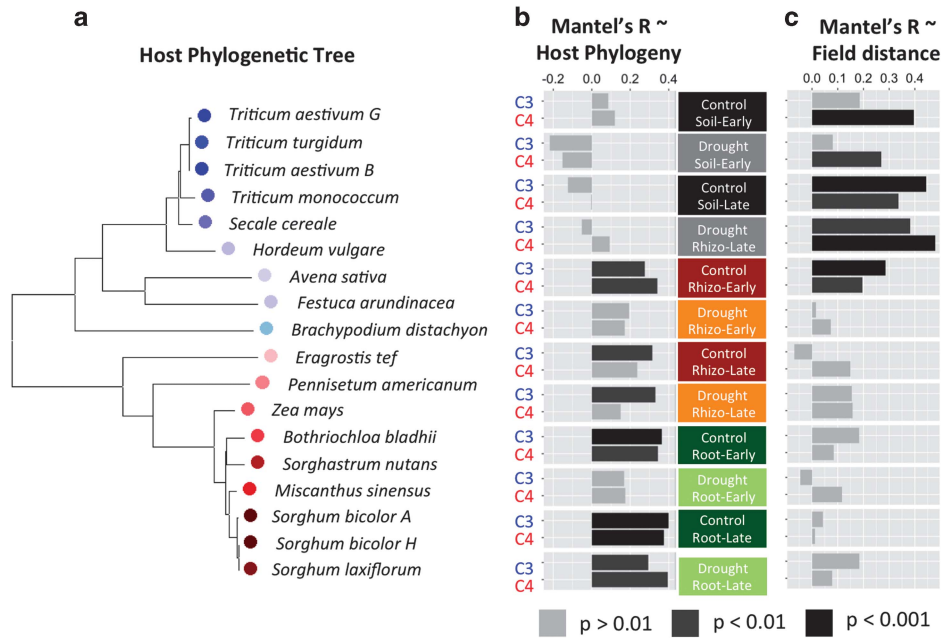 a
Host Phylogenetic Tree
Triticum aestivum G
Triticum turgidum
Triticum aestivum B
Triticum monococcum
Secale cereale
Hordeum vulgare
Avena sativa
Festuca arundinacea
Brachypodium distachyon
Eragrostis tef
Pennisetum americanum
Zea mays
Bothriochloa bladhii
Sorghastrum nutans
Miscanthus sinensus
Sorghum bicolor A
Sorghum bicolor H
Sorghum laxiflorum
b
Mantel's R ~
Host Phylogeny
-0.2 0.0 0.2 0.4
C3
C4
Control
Soil-Early
C3
C4
Drought
Soil-Early
C3
C4
Control
Soil-Late
C3
C4
Drought
Rhizo-Late
C3
C4
Control
Rhizo-Early
C3
C4
Drought
Rhizo-Early
C3
C4
Control
Rhizo-Late
C3
C4
Drought
Rhizo-Late
C3
C4
Control
Root-Early
C3
C4
Drought
Root-Early
C3
C4
Control
Root-Late
C3
C4
Drought
Root-Late
c
Mantel's R ~
Field distance
0.0 0.1 0.2 0.3 0.4
p > 0.01 p < 0.01 p < 0.001